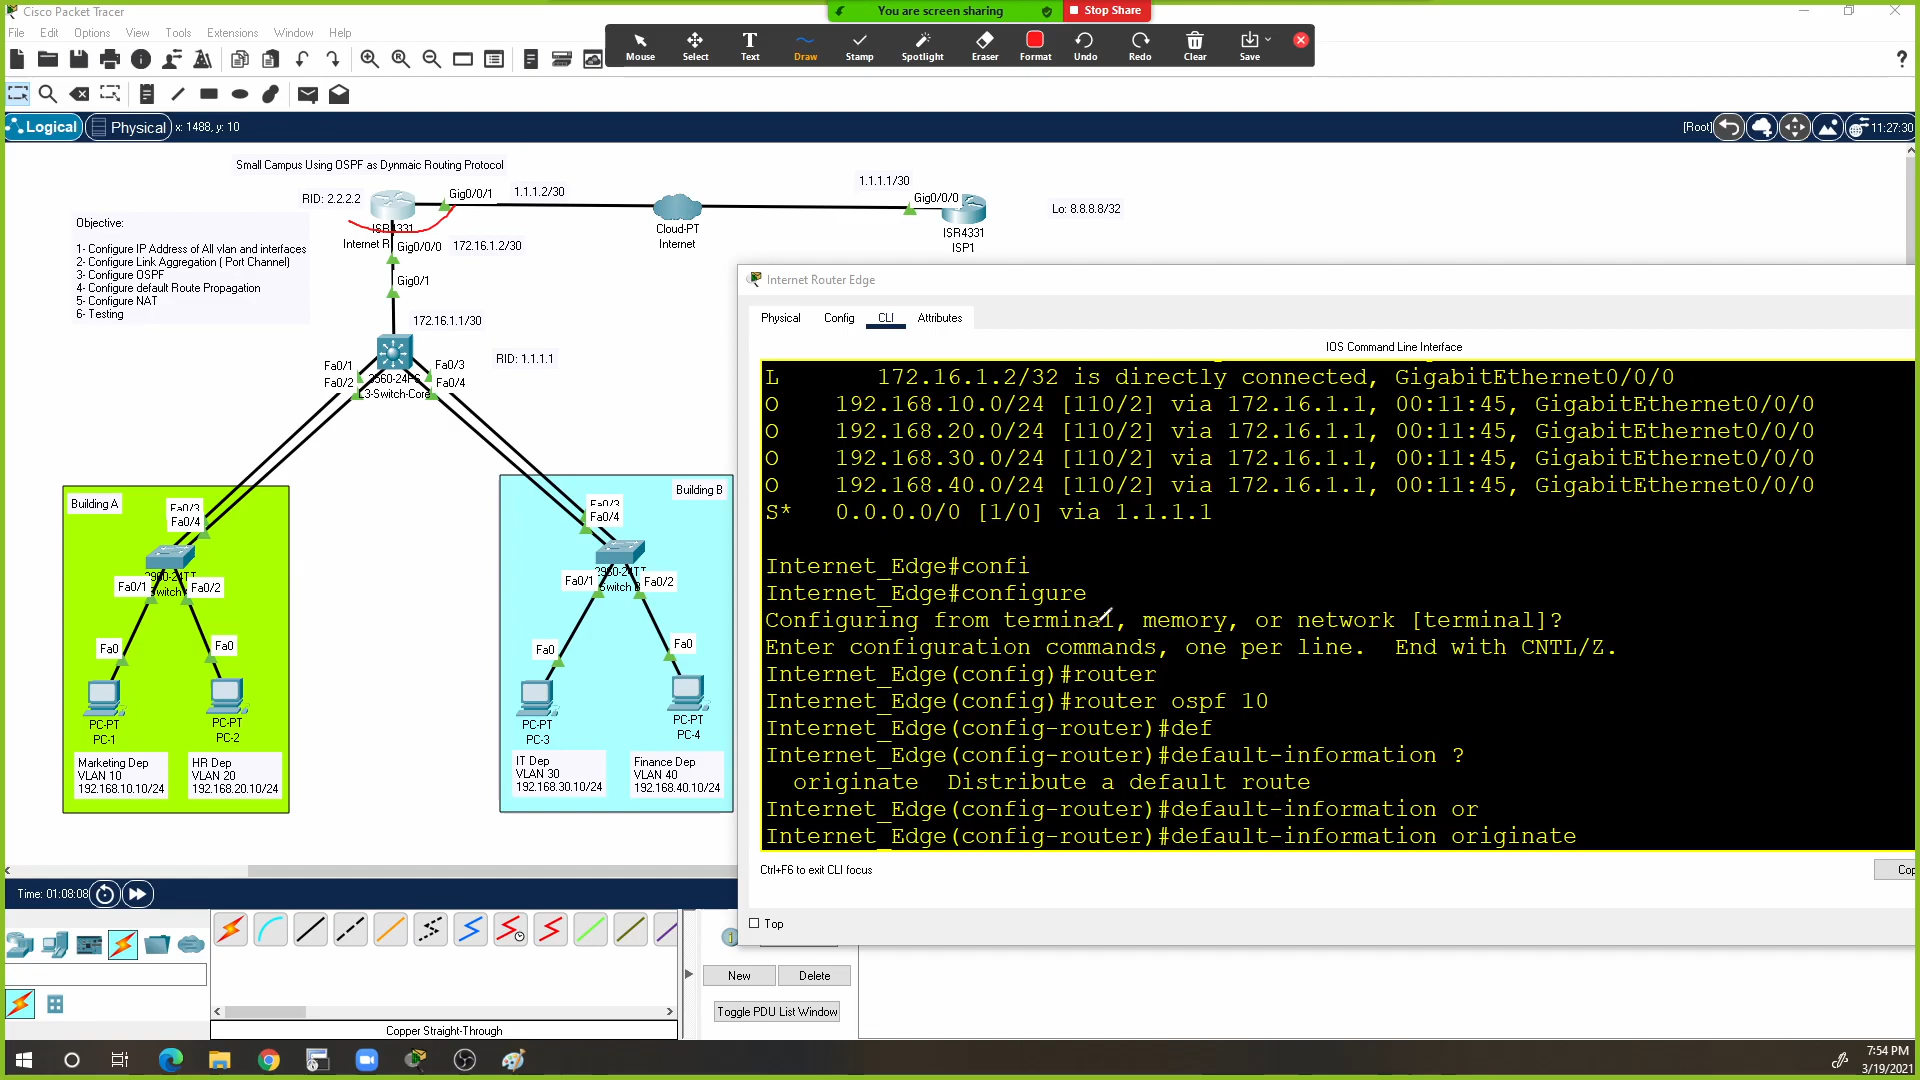 Cisco Packet Tracer
You are screen sharing
Stop Share
File Edit Options View Tools Extensions Window Help
Mouse Select Text Draw Stamp Spotlight Eraser Format Undo Redo Clear Save
Logical Physical x: 1488, y: 10
[Root] 11:27:30
Small Campus Using OSPF as Dynmaic Routing Protocol
RID: 2.2.2.2
Gig0/0/1
1.1.1.2/30
1.1.1.1/30
Gig0/0/0
Lo: 8.8.8.8/32
ISR4331
Internet R
Cloud-PT
Internet
ISR4331
ISP1
Gig0/0/0
172.16.1.2/30
Objective:
1- Configure IP Address of All vlan and interfaces
2- Configure Link Aggregation ( Port Channel)
3- Configure OSPF
4- Configure default Route Propagation
5- Configure NAT
6- Testing
Gig0/1
172.16.1.1/30
RID: 1.1.1.1
Fa0/1
Fa0/2
Fa0/3
Fa0/4
3560-24PS
L3-Switch-Core
Building A
Fa0/3
Fa0/4
2960-24TT
Switch
Fa0/1
Fa0/2
Fa0
Fa0
PC-PT
PC-1
PC-PT
PC-2
Marketing Dep
VLAN 10
192.168.10.10/24
HR Dep
VLAN 20
192.168.20.10/24
Building B
Fa0/3
Fa0/4
2960-24TT
Switch B
Fa0/1
Fa0/2
Fa0
Fa0
PC-PT
PC-3
PC-PT
PC-4
IT Dep
VLAN 30
192.168.30.10/24
Finance Dep
VLAN 40
192.168.40.10/24
Internet Router Edge
Physical Config CLI Attributes
IOS Command Line Interface
L 172.16.1.2/32 is directly connected, GigabitEthernet0/0/0
O 192.168.10.0/24 [110/2] via 172.16.1.1, 00:11:45, GigabitEthernet0/0/0
O 192.168.20.0/24 [110/2] via 172.16.1.1, 00:11:45, GigabitEthernet0/0/0
O 192.168.30.0/24 [110/2] via 172.16.1.1, 00:11:45, GigabitEthernet0/0/0
O 192.168.40.0/24 [110/2] via 172.16.1.1, 00:11:45, GigabitEthernet0/0/0
S* 0.0.0.0/0 [1/0] via 1.1.1.1
Internet_Edge#confi
Internet_Edge#configure
Configuring from terminal, memory, or network [terminal]?
Enter configuration commands, one per line. End with CNTL/Z.
Internet_Edge(config)#router
Internet_Edge(config)#router ospf 10
Internet_Edge(config-router)#def
Internet_Edge(config-router)#default-information ?
originate Distribute a default route
Internet_Edge(config-router)#default-information or
Internet_Edge(config-router)#default-information originate
Ctrl+F6 to exit CLI focus
Cop
Top
Time: 01:08:08
New Delete
Toggle PDU List Window
Copper Straight-Through
7:54 PM
3/19/2021